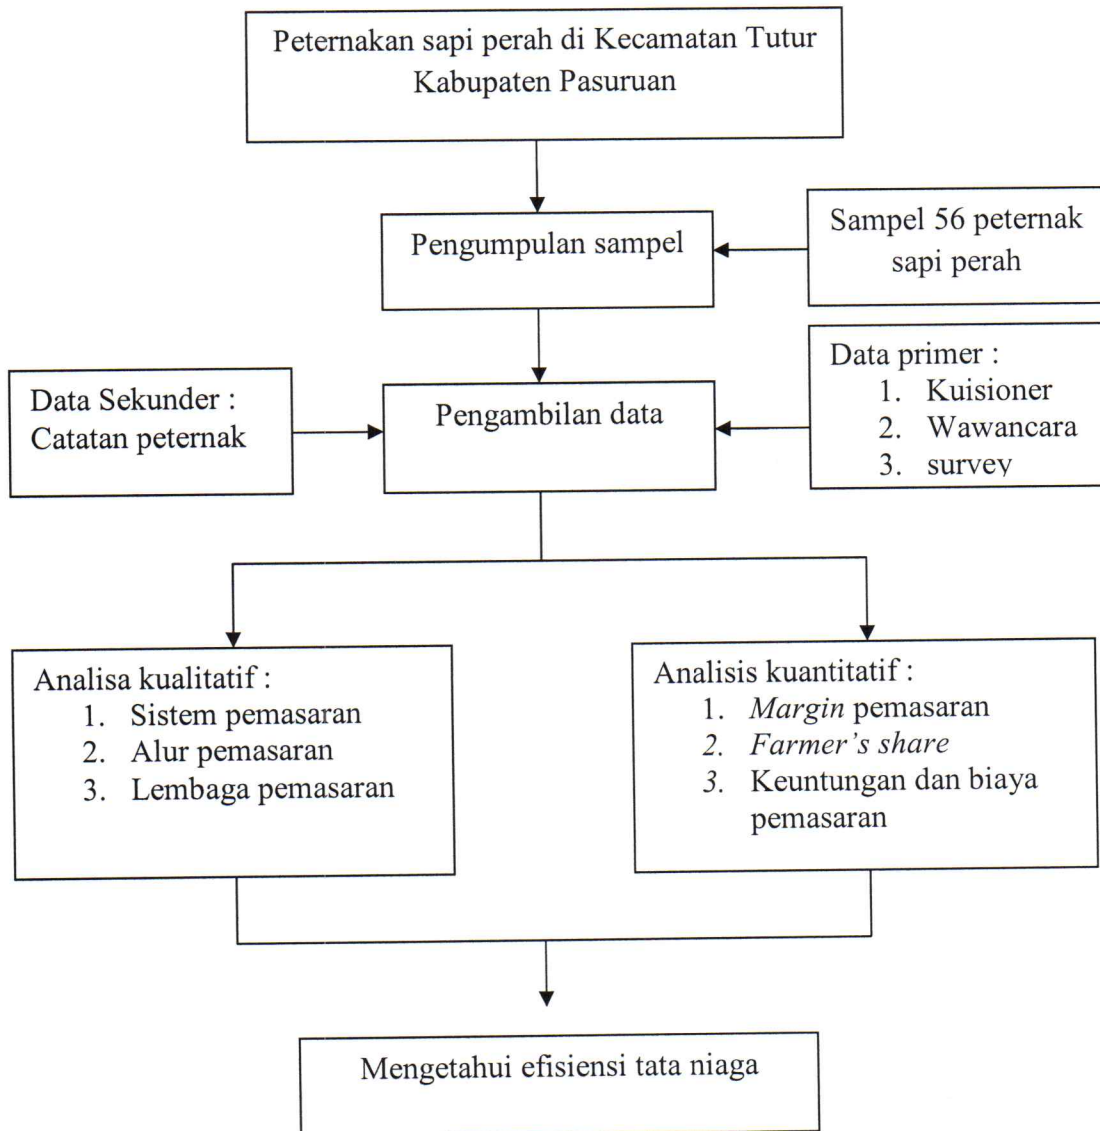 Peternakan sapi perah di Kecamatan Tutur
Kabupaten Pasuruan
Pengumpulan sampel
Sampel 56 peternak
sapi perah
Data Sekunder :
Catatan peternak
Pengambilan data
Data primer :
1. Kuisioner
2. Wawancara
3. survey
Analisa kualitatif :
1. Sistem pemasaran
2. Alur pemasaran
3. Lembaga pemasaran
Analisis kuantitatif :
1. Margin pemasaran
2. Farmer’s share
3. Keuntungan dan biaya
pemasaran
Mengetahui efisiensi tata niaga